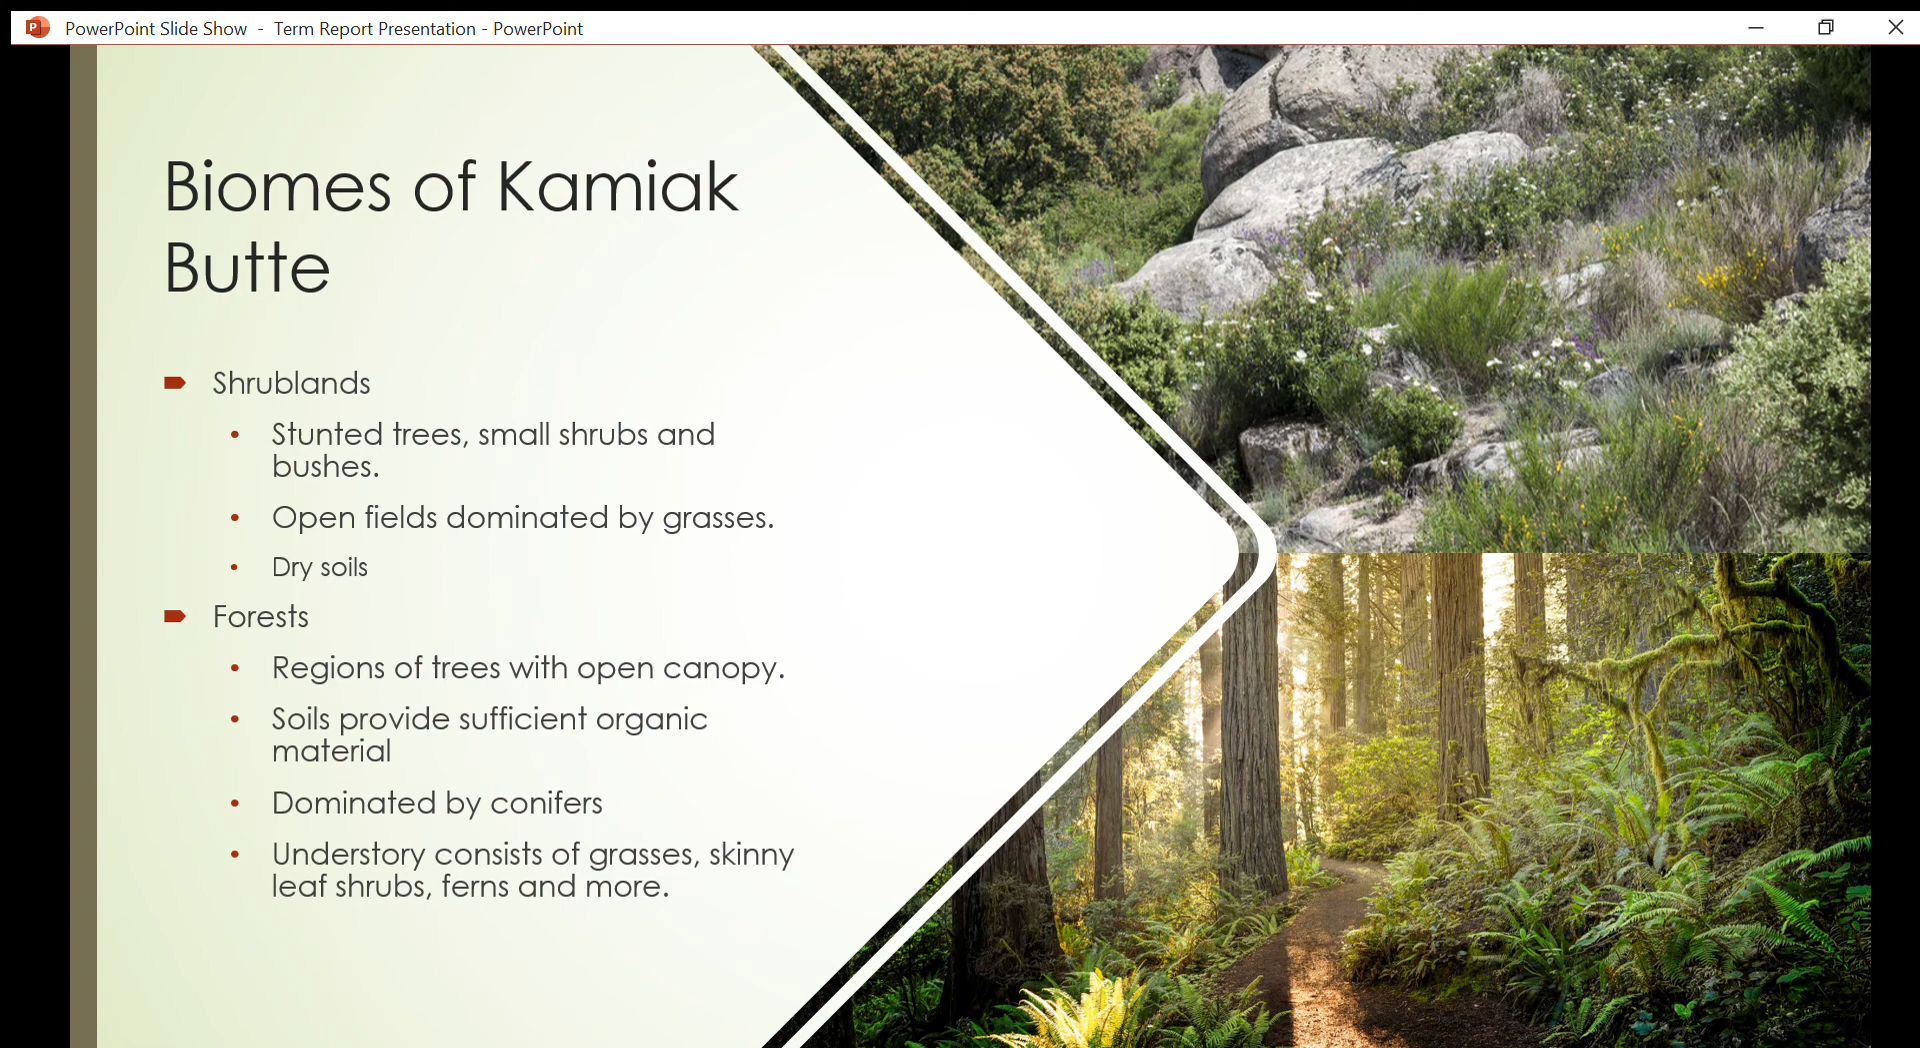 PowerPoint Slide Show - Term Report Presentation - PowerPoint
Biomes of Kamiak
Butte
Shrublands
Stunted trees, small shrubs and
bushes.
Open fields dominated by grasses.
Dry soils
Forests
Regions of trees with open canopy.
Soils provide sufficient organic
material
Dominated by conifers
Understory consists of grasses, skinny
leaf shrubs, ferns and more.